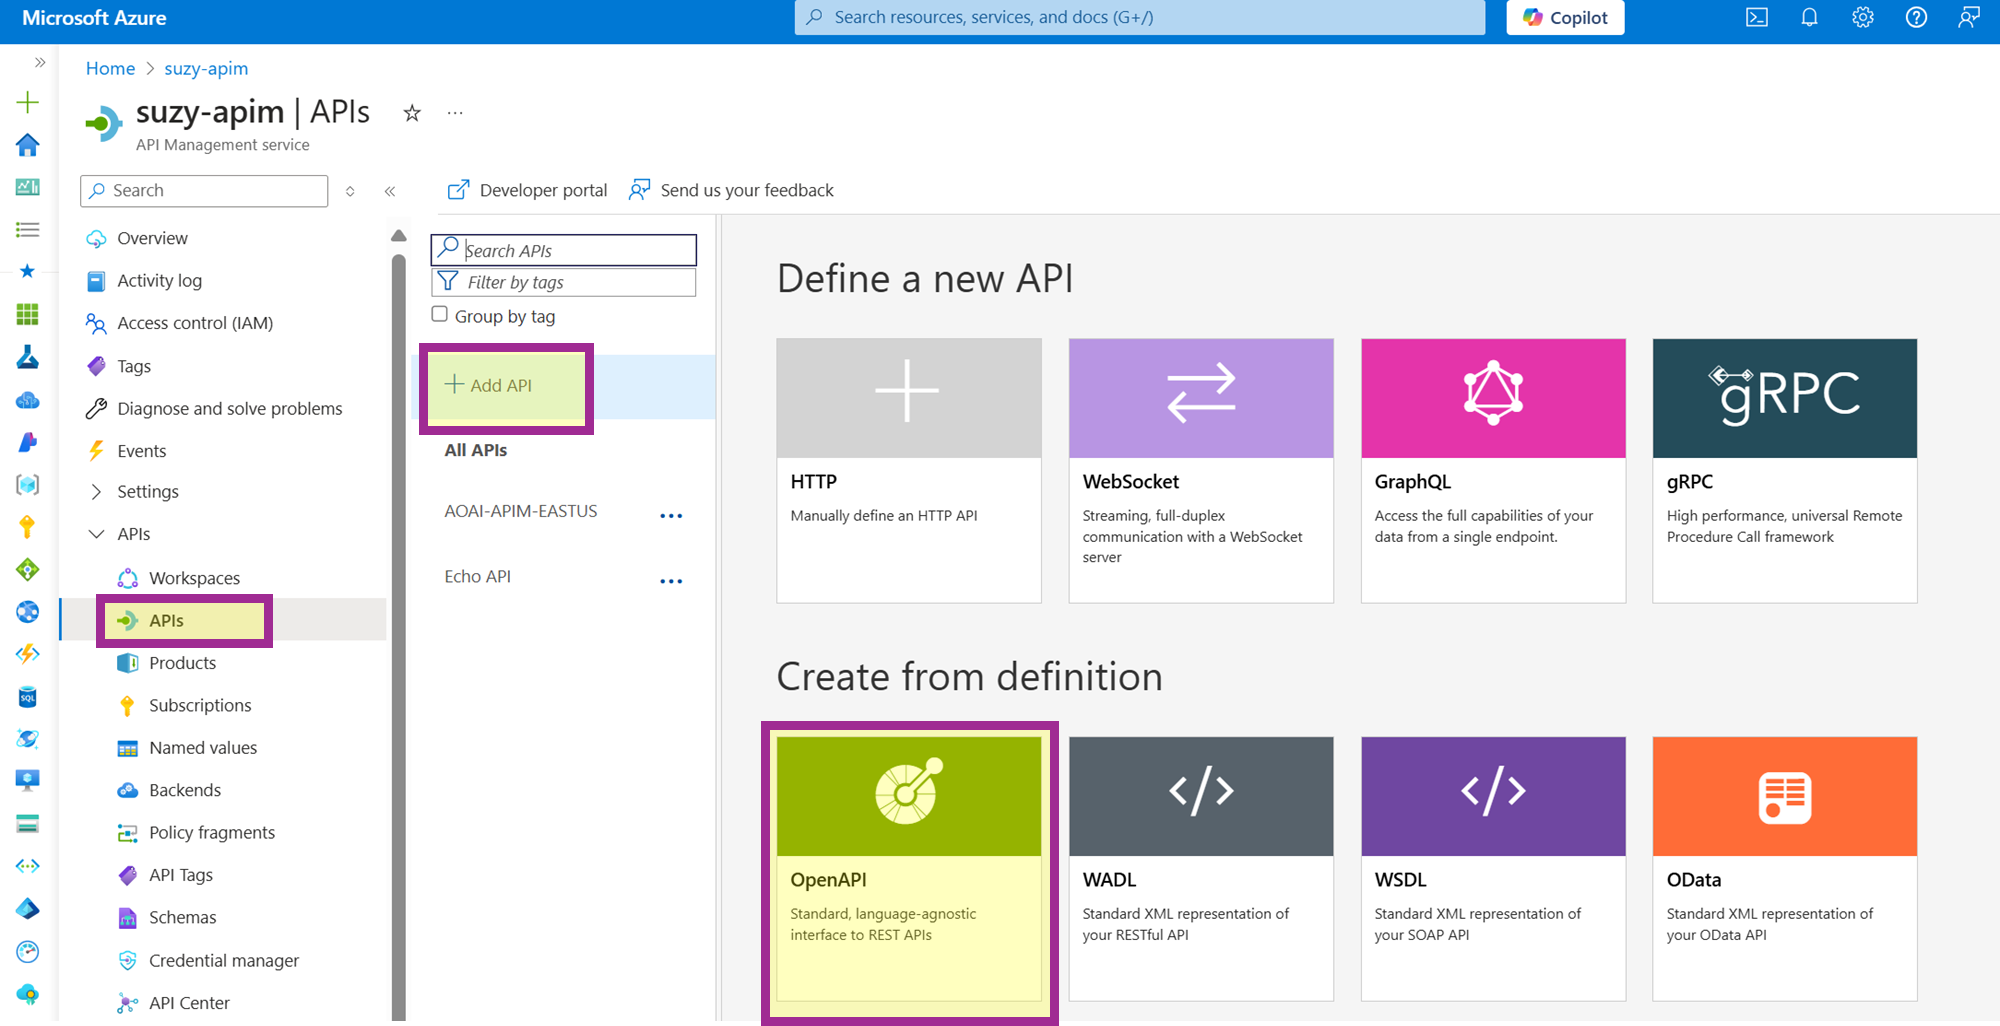 Microsoft Azure
Search resources, services, and docs (G+/)
Copilot
Home > suzy-apim
suzy-apim | APIs
API Management service
Search
Overview
Activity log
Access control (IAM)
Tags
Diagnose and solve problems
Events
Settings
APIs
Workspaces
APIs
Products
Subscriptions
Named values
Backends
Policy fragments
API Tags
Schemas
Credential manager
API Center
Developer portal
Send us your feedback
Search APIs
Filter by tags
Group by tag
+ Add API
All APIs
AOAI-APIM-EASTUS
Echo API
Define a new API
HTTP
Manually define an HTTP API
WebSocket
Streaming, full-duplex
communication with a WebSocket
server
GraphQL
Access the full capabilities of your
data from a single endpoint.
gRPC
gRPC
High performance, universal Remote
Procedure Call framework
Create from definition
OpenAPI
Standard, language-agnostic
interface to REST APIs
</>
WADL
Standard XML representation of
your RESTful API
</>
WSDL
Standard XML representation of
your SOAP API
OData
Standard XML representation of
your OData API
SQL